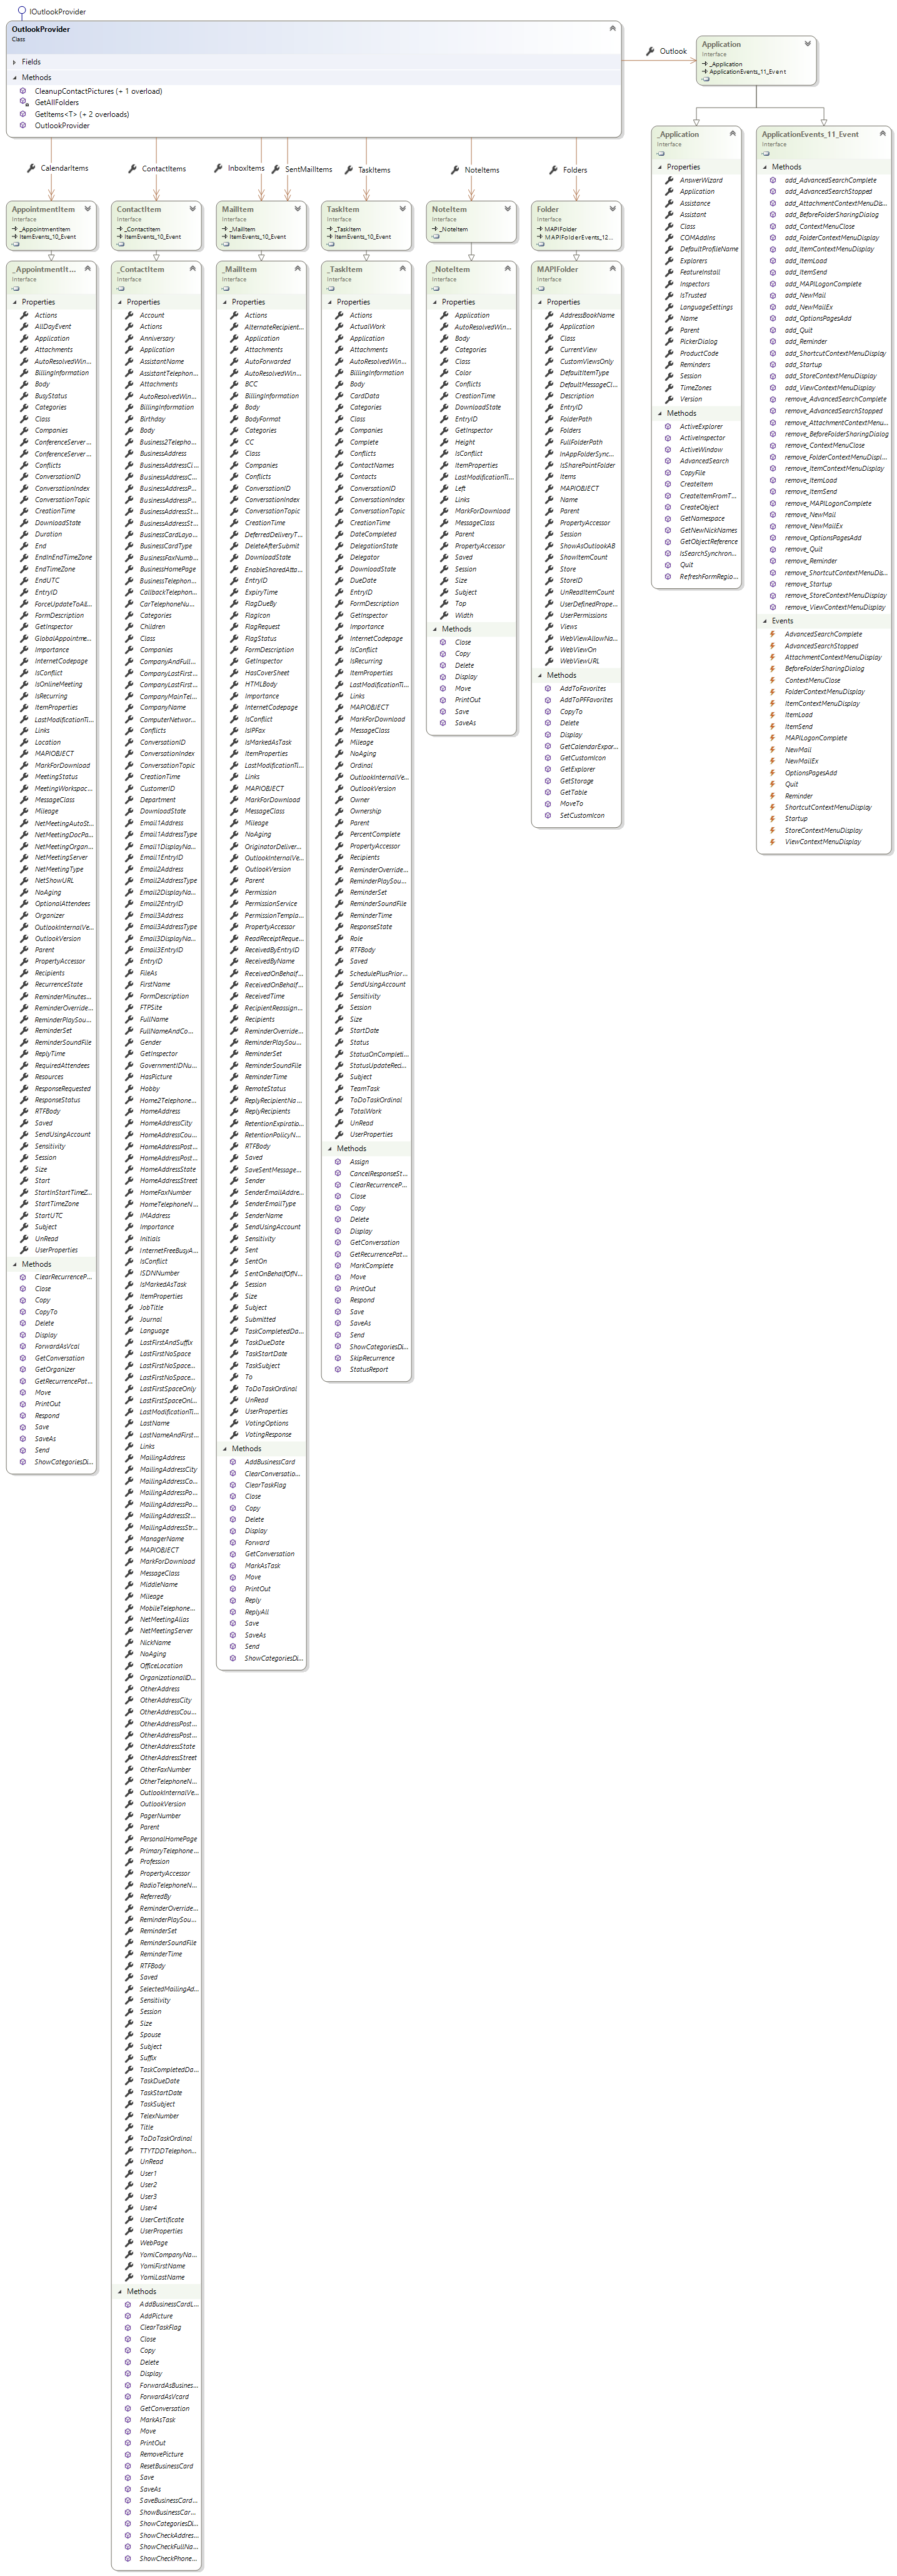 IOutlookProvider
OutlookProvider
Class
Fields
Methods
CleanupContactPictures (+ 1 overload)
GetAllFolders
GetItems<T> (+ 2 overloads)
OutlookProvider
Outlook
Application
Interface
_Application
ApplicationEvents_11_Event
CalendarItems
ContactItems
InboxItems
SentMailItems
TaskItems
NoteItems
Folders
AppointmentItem
Interface
_AppointmentItem
ItemEvents_10_Event
ContactItem
Interface
_ContactItem
ItemEvents_10_Event
MailItem
Interface
_MailItem
ItemEvents_10_Event
TaskItem
Interface
_TaskItem
ItemEvents_10_Event
NoteItem
Interface
_NoteItem
Folder
Interface
MAPIFolder
MAPIFolderEvents_12...
_AppointmentIt...
Interface
Properties
Actions
AllDayEvent
Application
Attachments
AutoResolvedWin...
BillingInformation
Body
BusyStatus
Categories
Class
Companies
ConferenceServer...
ConferenceServer...
Conflicts
ConversationID
ConversationIndex
ConversationTopic
CreationTime
DownloadState
Duration
End
EndInEndTimeZone
EndTimeZone
EndUTC
EntryID
ForceUpdateToAll...
FormDescription
GetInspector
GlobalAppointme...
Importance
InternetCodepage
IsConflict
IsOnlineMeeting
IsRecurring
ItemProperties
LastModificationTi...
Links
Location
MAPIOBJECT
MarkForDownload
MeetingStatus
MeetingWorkspac...
MessageClass
Mileage
NetMeetingAutoSt...
NetMeetingDocPa...
NetMeetingOrgan...
NetMeetingServer
NetMeetingType
NetShowURL
NoAging
OptionalAttendees
Organizer
OutlookInternalVe...
OutlookVersion
Parent
PropertyAccessor
Recipients
RecurrenceState
ReminderMinutes...
ReminderOverride...
ReminderPlaySou...
ReminderSet
ReminderSoundFile
ReplyTime
RequiredAttendees
Resources
ResponseRequested
ResponseStatus
RTFBody
Saved
SendUsingAccount
Sensitivity
Session
Size
Start
StartInStartTimeZ...
StartTimeZone
StartUTC
Subject
UnRead
UserProperties
Methods
ClearRecurrenceP...
Close
Copy
CopyTo
Delete
Display
ForwardAsVcal
GetConversation
GetOrganizer
GetRecurrencePat...
Move
PrintOut
Respond
Save
SaveAs
Send
ShowCategoriesDi...
_ContactItem
Interface
Properties
Account
Actions
Anniversary
Application
AssistantName
AssistantTelephon...
Attachments
AutoResolvedWin...
BillingInformation
Birthday
Body
Business2Telepho...
BusinessAddress
BusinessAddressCi...
BusinessAddressC...
BusinessAddressP...
BusinessAddressP...
BusinessAddressSt...
BusinessAddressSt...
BusinessCardLayo...
BusinessCardType
BusinessFaxNumb...
BusinessHomePage
BusinessTelephon...
CallbackTelephon...
CarTelephoneNu...
Categories
Children
Class
Companies
CompanyAndFull...
CompanyLastFirst...
CompanyLastFirst...
CompanyMainTel...
CompanyName
ComputerNetwor...
Conflicts
ConversationID
ConversationIndex
ConversationTopic
CreationTime
CustomerID
Department
DownloadState
Email1Address
Email1AddressType
Email1DisplayNa...
Email1EntryID
Email2Address
Email2AddressType
Email2DisplayNa...
Email2EntryID
Email3Address
Email3AddressType
Email3DisplayNa...
Email3EntryID
EntryID
FileAs
FirstName
FormDescription
FTPSite
FullName
FullNameAndCo...
Gender
GetInspector
GovernmentIDNu...
HasPicture
Hobby
Home2Telephone...
HomeAddress
HomeAddressCity
HomeAddressCou...
HomeAddressPost...
HomeAddressPost...
HomeAddressState
HomeAddressStreet
HomeFaxNumber
HomeTelephoneN...
IMAddress
Importance
Initials
InternetFreeBusyA...
IsConflict
ISDNNumber
IsMarkedAsTask
ItemProperties
JobTitle
Journal
Language
LastFirstAndSuffix
LastFirstNoSpace
LastFirstNoSpace...
LastFirstNoSpace...
LastFirstSpaceOnly
LastFirstSpaceOnl...
LastModificationTi...
LastName
LastNameAndFirst...
Links
MailingAddress
MailingAddressCity
MailingAddressCo...
MailingAddressPo...
MailingAddressPo...
MailingAddressSt...
MailingAddressStr...
ManagerName
MAPIOBJECT
MarkForDownload
MessageClass
MiddleName
Mileage
MobileTelephone...
NetMeetingAlias
NetMeetingServer
NickName
NoAging
OfficeLocation
OrganizationalID...
OtherAddress
OtherAddressCity
OtherAddressCou...
OtherAddressPost...
OtherAddressPost...
OtherAddressState
OtherAddressStreet
OtherFaxNumber
OtherTelephoneN...
OutlookInternalVe...
OutlookVersion
PagerNumber
Parent
PersonalHomePage
PrimaryTelephone...
Profession
PropertyAccessor
RadioTelephoneN...
ReferredBy
ReminderOverride...
ReminderPlaySou...
ReminderSet
ReminderSoundFile
ReminderTime
RTFBody
Saved
SelectedMailingAd...
Sensitivity
Session
Size
Spouse
Subject
Suffix
TaskCompletedDa...
TaskDueDate
TaskStartDate
TaskSubject
TelexNumber
Title
ToDoTaskOrdinal
TTYTDDTelephon...
UnRead
User1
User2
User3
User4
UserCertificate
UserProperties
WebPage
YomiCompanyNa...
YomiFirstName
YomiLastName
Methods
AddBusinessCardL...
AddPicture
ClearTaskFlag
Close
Copy
Delete
Display
ForwardAsBusines...
ForwardAsVcard
GetConversation
MarkAsTask
Move
PrintOut
RemovePicture
ResetBusinessCard
Save
SaveAs
SaveBusinessCard...
ShowBusinessCar...
ShowCategoriesDi...
ShowCheckAddres...
ShowCheckFullNa...
ShowCheckPhone...
_MailItem
Interface
Properties
Actions
AlternateRecipient...
Application
Attachments
AutoForwarded
AutoResolvedWin...
BCC
BillingInformation
Body
BodyFormat
Categories
CC
Class
Companies
Conflicts
ConversationID
ConversationIndex
ConversationTopic
CreationTime
DeferredDeliveryT...
DeleteAfterSubmit
DownloadState
EnableSharedAtta...
EntryID
ExpiryTime
FlagDueBy
FlagIcon
FlagRequest
FlagStatus
FormDescription
GetInspector
HasCoverSheet
HTMLBody
Importance
InternetCodepage
IsConflict
IsIPFax
IsMarkedAsTask
ItemProperties
LastModificationTi...
Links
MAPIOBJECT
MarkForDownload
MessageClass
Mileage
NoAging
OriginatorDeliver...
OutlookInternalVe...
OutlookVersion
Parent
Permission
PermissionService
PermissionTempla...
PropertyAccessor
ReadReceiptReque...
ReceivedByEntryID
ReceivedByName
ReceivedOnBehalf...
ReceivedOnBehalf...
ReceivedTime
RecipientReassign...
Recipients
ReminderOverride...
ReminderPlaySou...
ReminderSet
ReminderSoundFile
ReminderTime
RemoteStatus
ReplyRecipientNa...
ReplyRecipients
RetentionExpiratio...
RetentionPolicyN...
RTFBody
Saved
SaveSentMessage...
Sender
SenderEmailAddre...
SenderEmailType
SenderName
SendUsingAccount
Sensitivity
Sent
SentOn
SentOnBehalfOfN...
Session
Size
Subject
Submitted
TaskCompletedDa...
TaskDueDate
TaskStartDate
TaskSubject
To
ToDoTaskOrdinal
UnRead
UserProperties
VotingOptions
VotingResponse
Methods
AddBusinessCard
ClearConversatio...
ClearTaskFlag
Close
Copy
Delete
Display
Forward
GetConversation
MarkAsTask
Move
PrintOut
Reply
ReplyAll
Save
SaveAs
Send
ShowCategoriesDi...
_TaskItem
Interface
Properties
Actions
ActualWork
Application
Attachments
AutoResolvedWin...
BillingInformation
Body
CardData
Categories
Class
Companies
Complete
Conflicts
ContactNames
Contacts
ConversationID
ConversationIndex
ConversationTopic
CreationTime
DateCompleted
DelegationState
Delegator
DownloadState
DueDate
EntryID
FormDescription
GetInspector
Importance
InternetCodepage
IsConflict
IsRecurring
ItemProperties
LastModificationTi...
Links
MAPIOBJECT
MarkForDownload
MessageClass
Mileage
NoAging
Ordinal
OutlookInternalVe...
OutlookVersion
Owner
Ownership
Parent
PercentComplete
PropertyAccessor
Recipients
ReminderOverride...
ReminderPlaySou...
ReminderSet
ReminderSoundFile
ReminderTime
ResponseState
Role
RTFBody
Saved
SchedulePlusPrior...
SendUsingAccount
Sensitivity
Session
Size
StartDate
Status
StatusOnCompleti...
StatusUpdateReci...
Subject
TeamTask
ToDoTaskOrdinal
TotalWork
UnRead
UserProperties
Methods
Assign
CancelResponseSt...
ClearRecurrenceP...
Close
Copy
Delete
Display
GetConversation
GetRecurrencePat...
MarkComplete
Move
PrintOut
Respond
Save
SaveAs
Send
ShowCategoriesDi...
SkipRecurrence
StatusReport
_NoteItem
Interface
Properties
Application
AutoResolvedWin...
Body
Categories
Class
Color
Conflicts
CreationTime
DownloadState
EntryID
GetInspector
Height
IsConflict
ItemProperties
LastModificationTi...
Left
Links
MarkForDownload
MessageClass
Parent
PropertyAccessor
Saved
Session
Size
Subject
Top
Width
Methods
Close
Copy
Delete
Display
Move
PrintOut
Save
SaveAs
MAPIFolder
Interface
Properties
AddressBookName
Application
Class
CurrentView
CustomViewsOnly
DefaultItemType
DefaultMessageCl...
Description
EntryID
FolderPath
Folders
FullFolderPath
InAppFolderSync...
IsSharePointFolder
Items
MAPIOBJECT
Name
Parent
PropertyAccessor
Session
ShowAsOutlookAB
ShowItemCount
Store
StoreID
UnReadItemCount
UserDefinedPrope...
UserPermissions
Views
WebViewAllowNa...
WebViewOn
WebViewURL
Methods
AddToFavorites
AddToPFFavorites
CopyTo
Delete
Display
GetCalendarExpor...
GetCustomIcon
GetExplorer
GetStorage
GetTable
MoveTo
SetCustomIcon
_Application
Interface
Properties
AnswerWizard
Application
Assistance
Assistant
Class
COMAddIns
DefaultProfileName
Explorers
FeatureInstall
Inspectors
IsTrusted
LanguageSettings
Name
Parent
PickerDialog
ProductCode
Reminders
Session
TimeZones
Version
Methods
ActiveExplorer
ActiveInspector
ActiveWindow
AdvancedSearch
CopyFile
CreateItem
CreateItemFromT...
CreateObject
GetNamespace
GetNewNickNames
GetObjectReference
IsSearchSynchron...
Quit
RefreshFormRegio...
ApplicationEvents_11_Event
Interface
Methods
add_AdvancedSearchComplete
add_AdvancedSearchStopped
add_AttachmentContextMenuDis...
add_BeforeFolderSharingDialog
add_ContextMenuClose
add_FolderContextMenuDisplay
add_ItemContextMenuDisplay
add_ItemLoad
add_ItemSend
add_MAPILogonComplete
add_NewMail
add_NewMailEx
add_OptionsPagesAdd
add_Quit
add_Reminder
add_ShortcutContextMenuDisplay
add_Startup
add_StoreContextMenuDisplay
add_ViewContextMenuDisplay
remove_AdvancedSearchComplete
remove_AdvancedSearchStopped
remove_AttachmentContextMenu...
remove_BeforeFolderSharingDialog
remove_ContextMenuClose
remove_FolderContextMenuDispl...
remove_ItemContextMenuDisplay
remove_ItemLoad
remove_ItemSend
remove_MAPILogonComplete
remove_NewMail
remove_NewMailEx
remove_OptionsPagesAdd
remove_Quit
remove_Reminder
remove_ShortcutContextMenuDis...
remove_Startup
remove_StoreContextMenuDisplay
remove_ViewContextMenuDisplay
Events
AdvancedSearchComplete
AdvancedSearchStopped
AttachmentContextMenuDisplay
BeforeFolderSharingDialog
ContextMenuClose
FolderContextMenuDisplay
ItemContextMenuDisplay
ItemLoad
ItemSend
MAPILogonComplete
NewMail
NewMailEx
OptionsPagesAdd
Quit
Reminder
ShortcutContextMenuDisplay
Startup
StoreContextMenuDisplay
ViewContextMenuDisplay